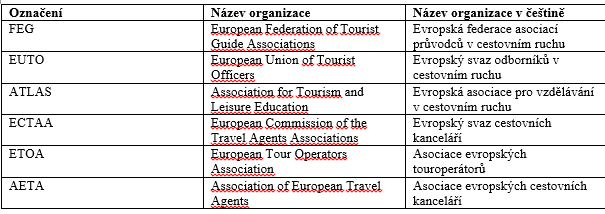 Označení Název organizace Název organizace v češtině
FEG European Federation of Tourist Evropská federace asociací
Guide Associations průvodců v cestovním ruchu
EUTO European Union of Tourist Evropský svaz odborníků v
Officers cestovním ruchu
ATLAS Association for Tourism and Evropská asociace pro vzdělávání
Leisure Education v cestovním ruchu
ECTAA European Commission of the Evropský svaz cestovních
Travel Agents Associations kanceláří
ETOA European Tour Operators Asociace evropských
Association touroperátorů
AETA Association of European Travel Asociace evropských cestovních
Agents kanceláří